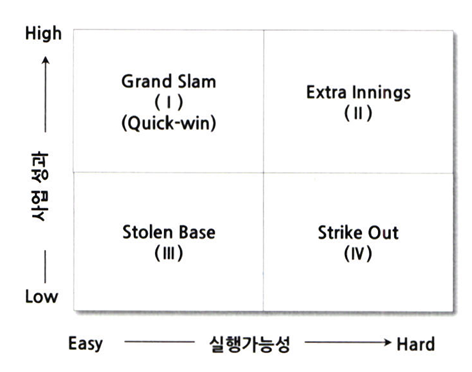 High
Grand Slam
( I )
(Quick-win)
Extra Innings
( II )
사업 성과
Stolen Base
(III)
Strike Out
(IV)
Low
Easy 실행가능성 Hard